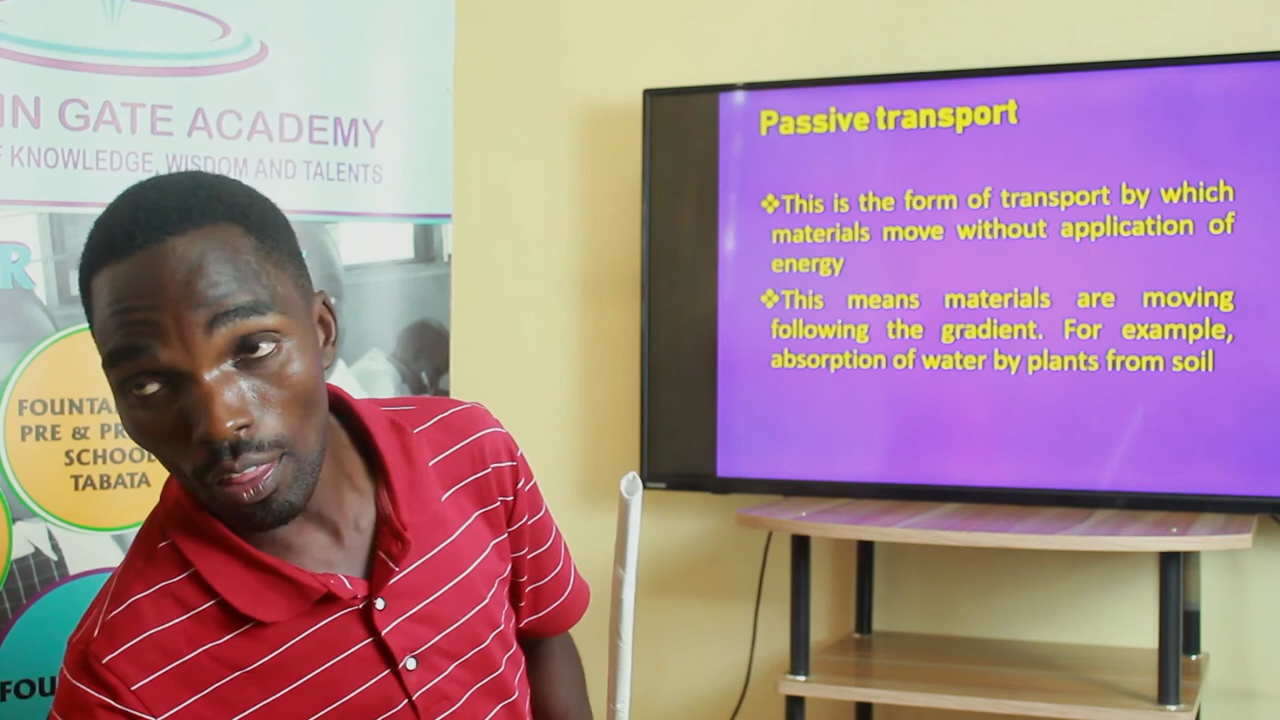 IN GATE ACADEMY
KNOWLEDGE, WISDOM AND TALENTS
R
FOUNTA
PRE & PR
SCHOOL
TABATA
FOU
Passive transport
❖This is the form of transport by which
materials move without application of
energy
❖This means materials are moving
following the gradient. For example,
absorption of water by plants from soil